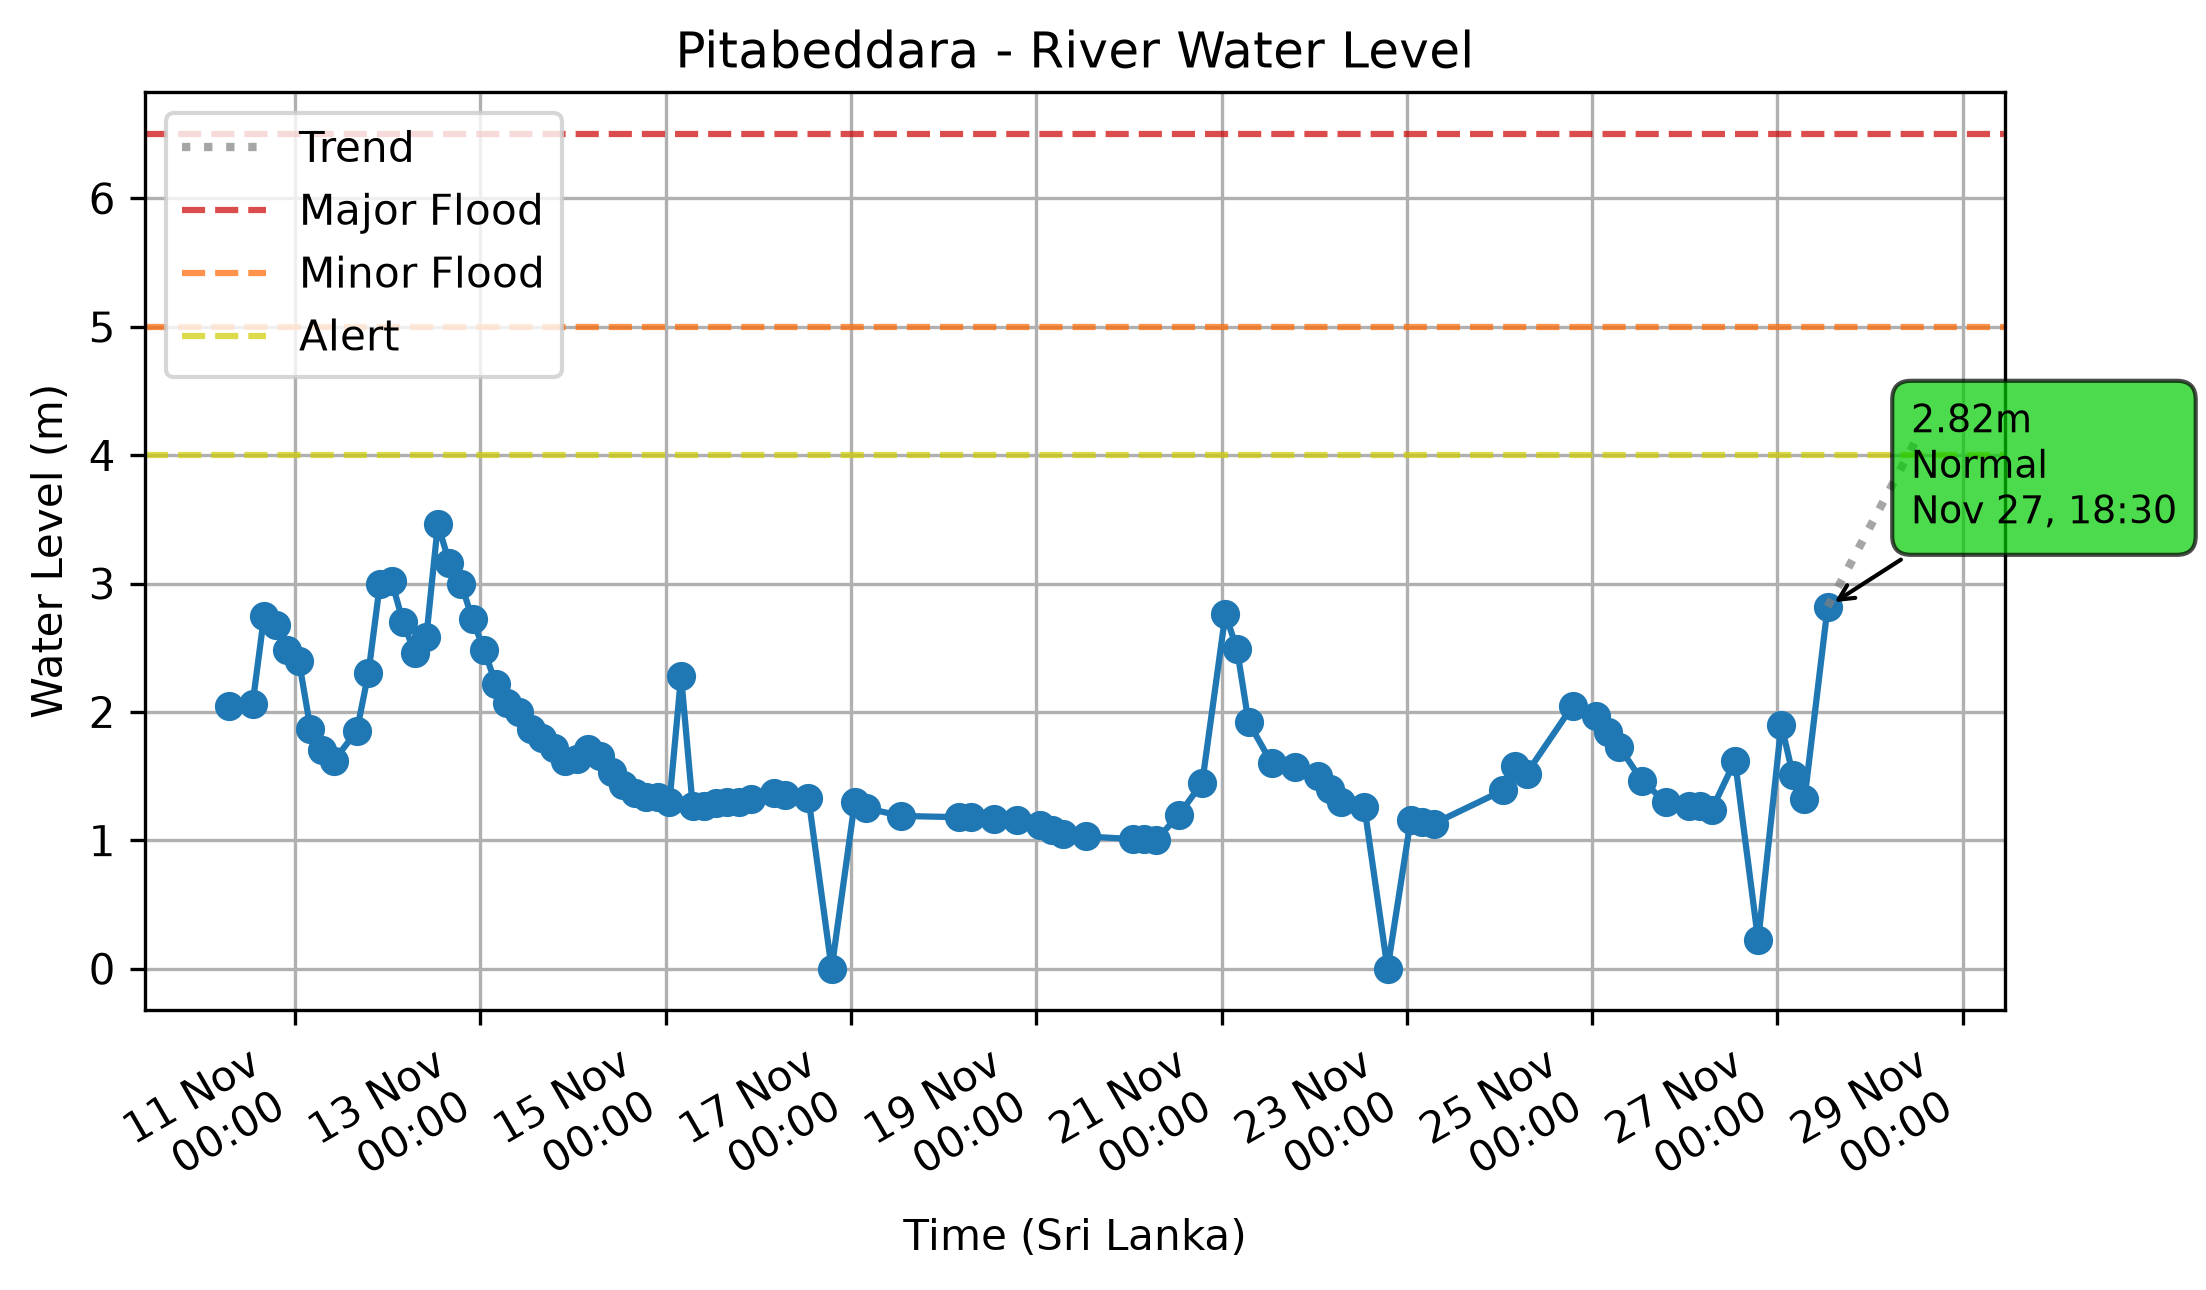 Pitabeddara - River Water Level
Trend
Major Flood
Minor Flood
Alert
2.82m
Normal
Nov 27, 18:30
Water Level (m)
6
5
4
3
2
1
0
11 Nov
00:00
13 Nov
00:00
15 Nov
00:00
17 Nov
00:00
19 Nov
00:00
21 Nov
00:00
23 Nov
00:00
25 Nov
00:00
27 Nov
00:00
29 Nov
00:00
Time (Sri Lanka)